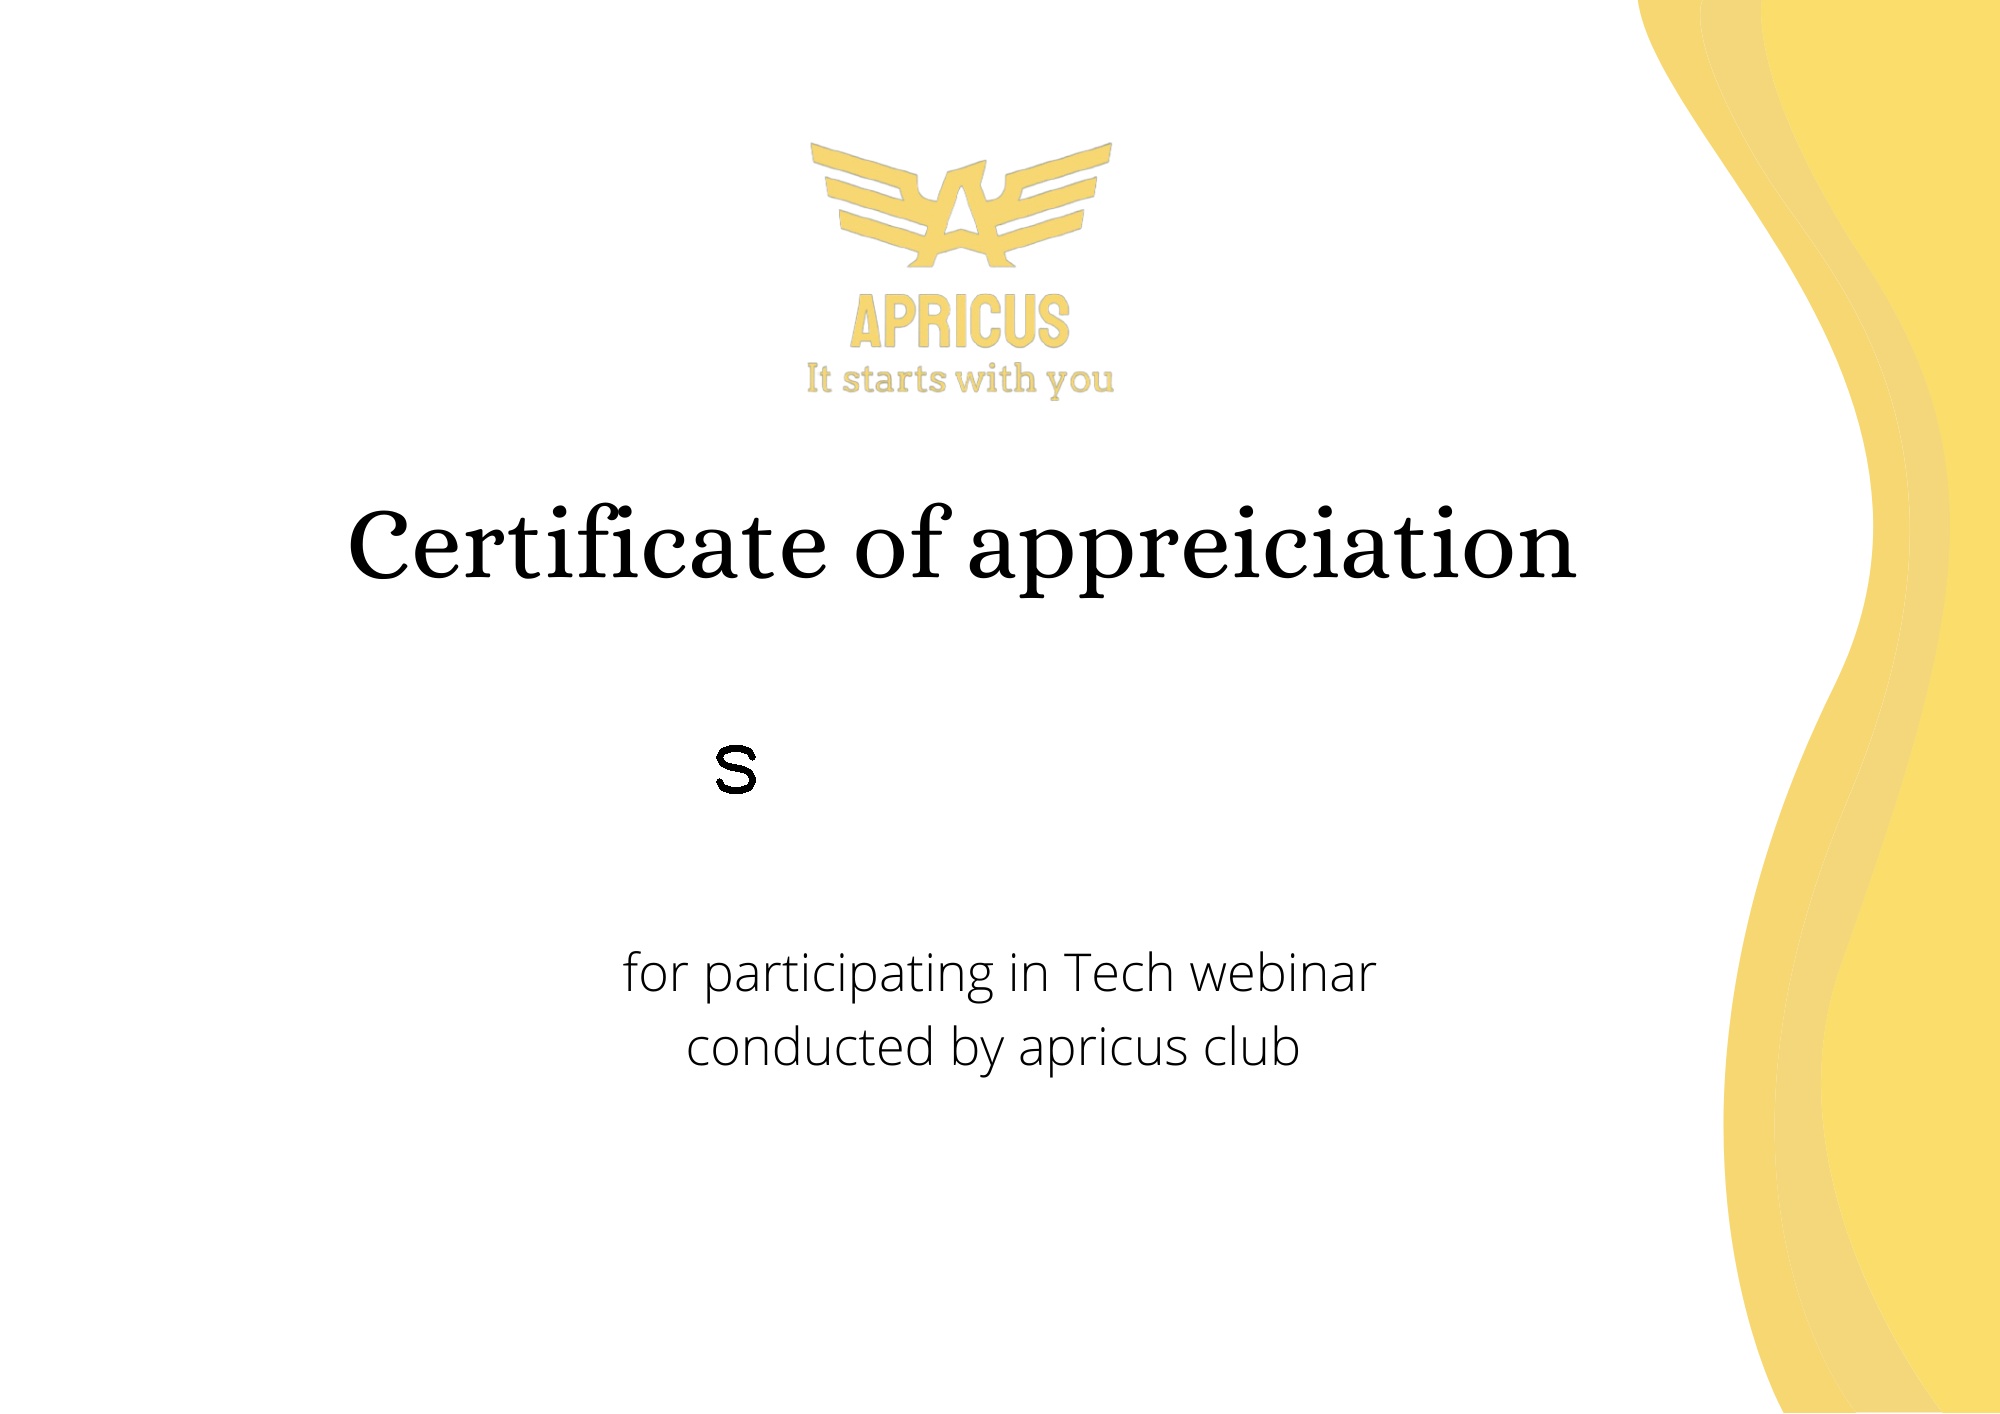 APRICUS
It starts with you
Certificate of appreiciation
s
for participating in Tech webinar
conducted by apricus club